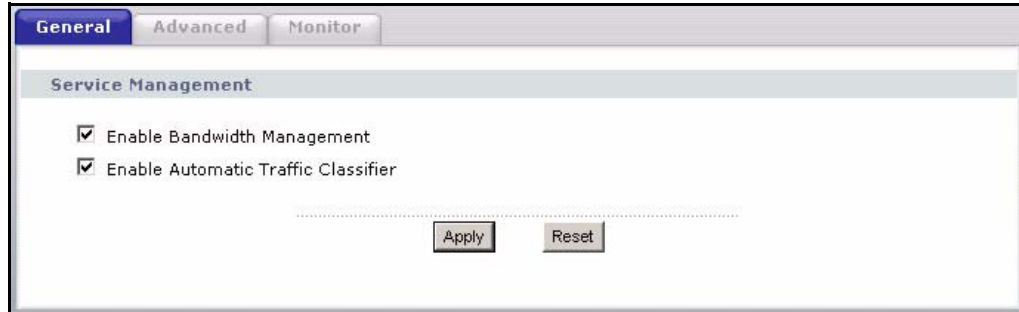 General Advanced Monitor
Service Management
Enable Bandwidth Management
Enable Automatic Traffic Classifier
Apply Reset